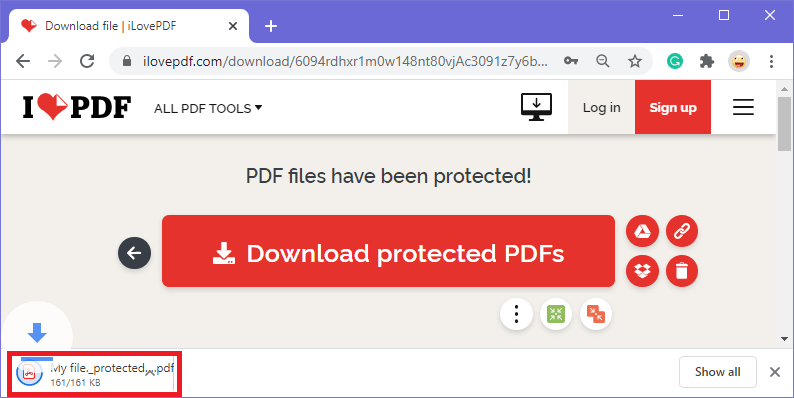 Download file | iLovePDF
ilovepdf.com/download/6094rdhxr1m0w148nt80vjAc3091z7y6b...
I PDF
ALL PDF TOOLS
Log in
Sign up
PDF files have been protected!
Download protected PDFs
My file._protected_...pdf
161/161 KB
Show all